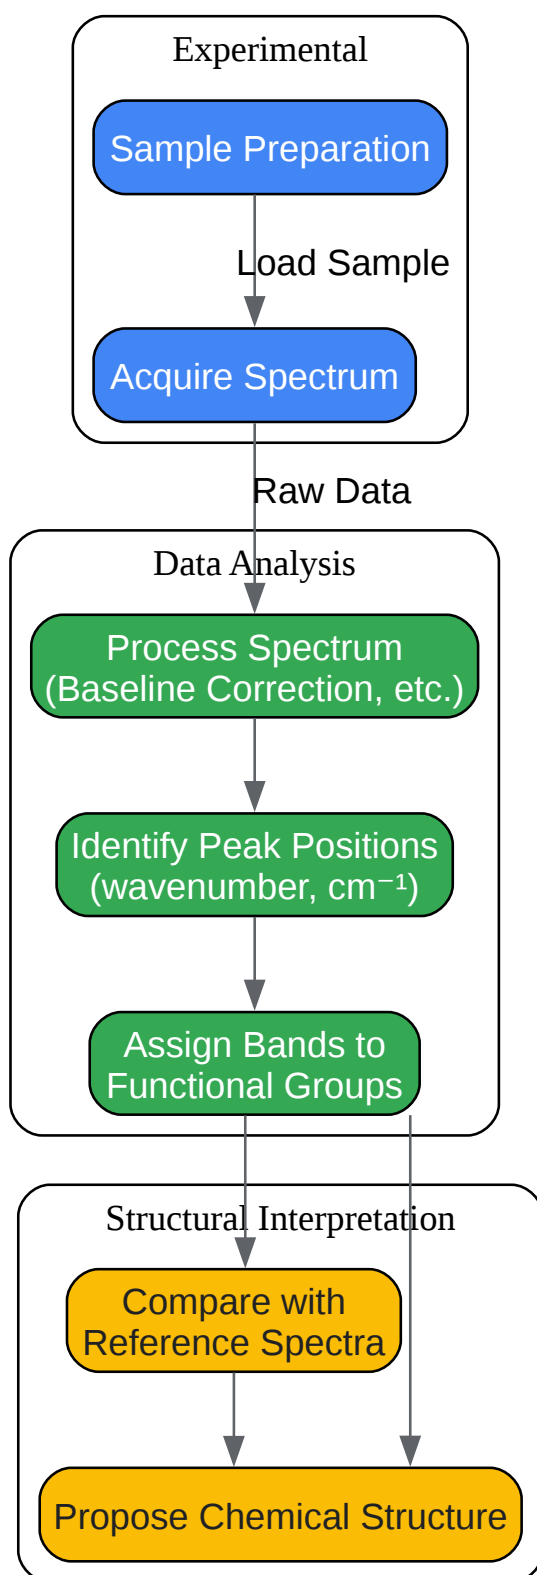 Experimental
Sample Preparation
Load Sample
Acquire Spectrum
Raw Data
Data Analysis
Process Spectrum
(Baseline Correction, etc.)
Identify Peak Positions
(wavenumber, cm⁻¹)
Assign Bands to
Functional Groups
Structural Interpretation
Compare with
Reference Spectra
Propose Chemical Structure